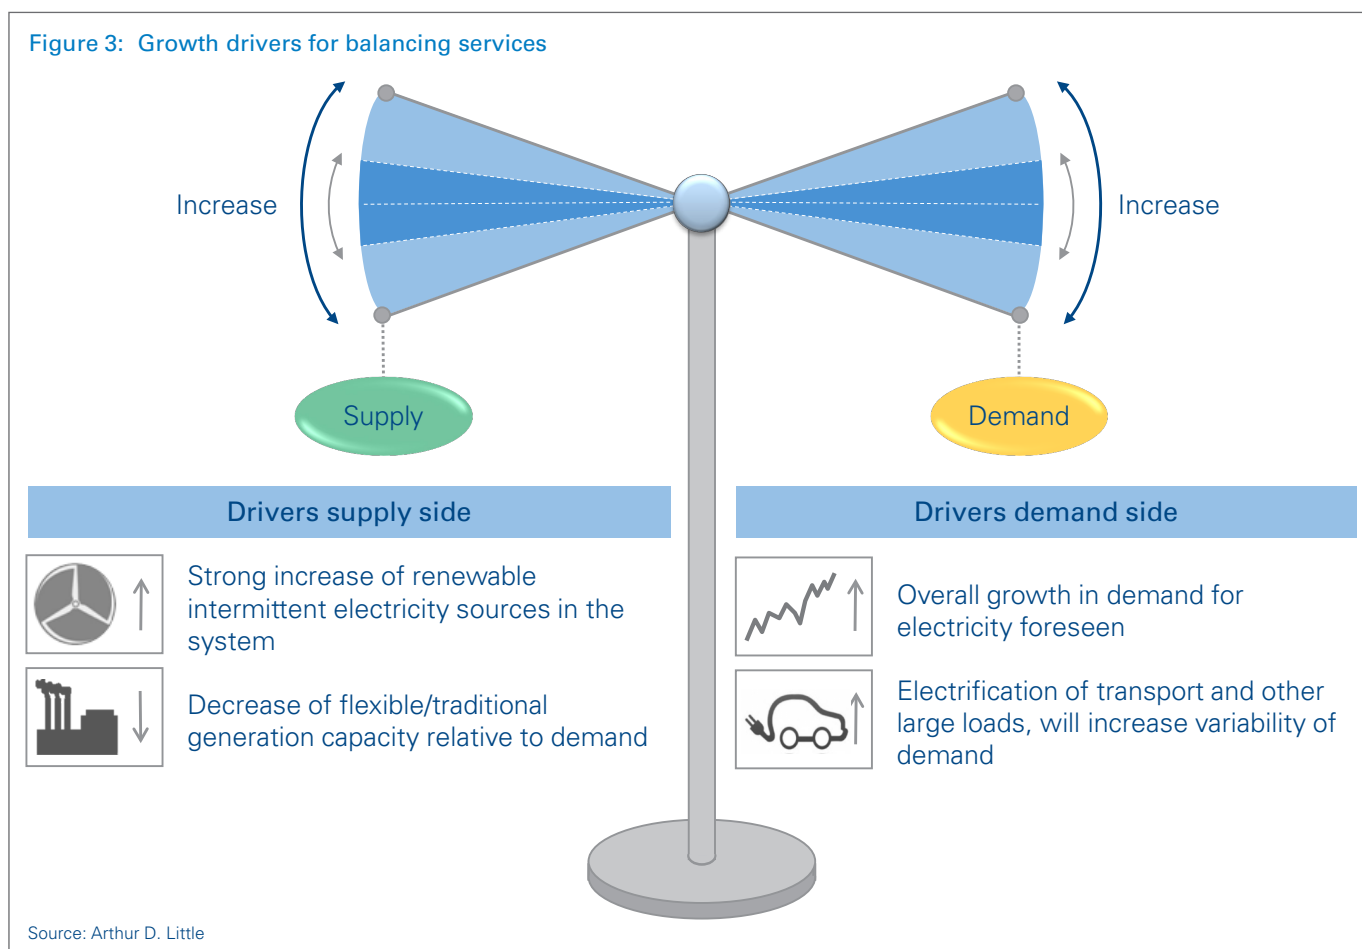 Figure 3: Growth drivers for balancing services
Increase
Increase
Supply
Demand
Drivers supply side
Strong increase of renewable
intermittent electricity sources in the
system
Decrease of flexible/traditional
generation capacity relative to demand
Drivers demand side
Overall growth in demand for
electricity foreseen
Electrification of transport and other
large loads, will increase variability of
demand
Source: Arthur D. Little